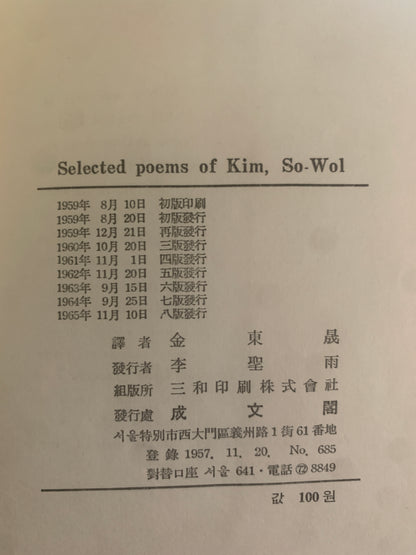 Selected poems of Kim, So-Wol
1959年 8月 10日 初版印刷
1959年 8月 20日 初版發行
1959年 12月 21日 再版發行
1960年 10月 20日 三版發行
1961年 11月 1日 四版發行
1962年 11月 20日 五版發行
1963年 9月 15日 六版發行
1964年 9月 25日 七版發行
1965年 11月 10日 八版發行
譯者 金東晟
發行者 李聖雨
組版所 三和印刷株式會社
發行處 成文閣
서울特別市西大門區義州路1街61番地
登錄 1957. 11. 20. No. 685
對替口座 서울 641·電話 ㉒ 8849
값 100원